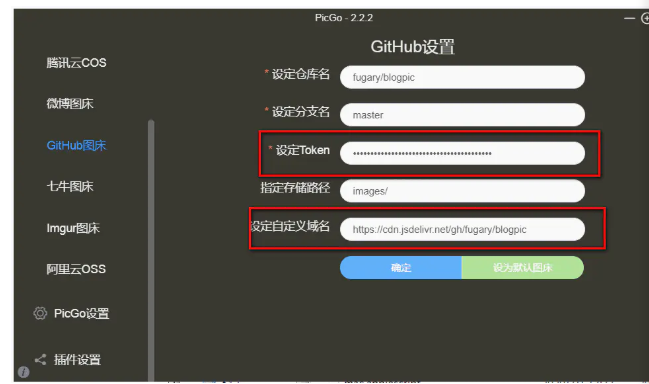 PicGo - 2.2.2
腾讯云COS
微博图床
GitHub图床
七牛图床
Imgur图床
阿里云OSS
PicGo设置
插件设置
GitHub设置
* 设定仓库名 fugary/blogpic
* 设定分支名 master
* 设定Token ••••••••••••••••••••••••••••••••••••••••
指定存储路径 images/
设定自定义域名 https://cdn.jsdelivr.net/gh/fugary/blogpic
确定 设为默认图床